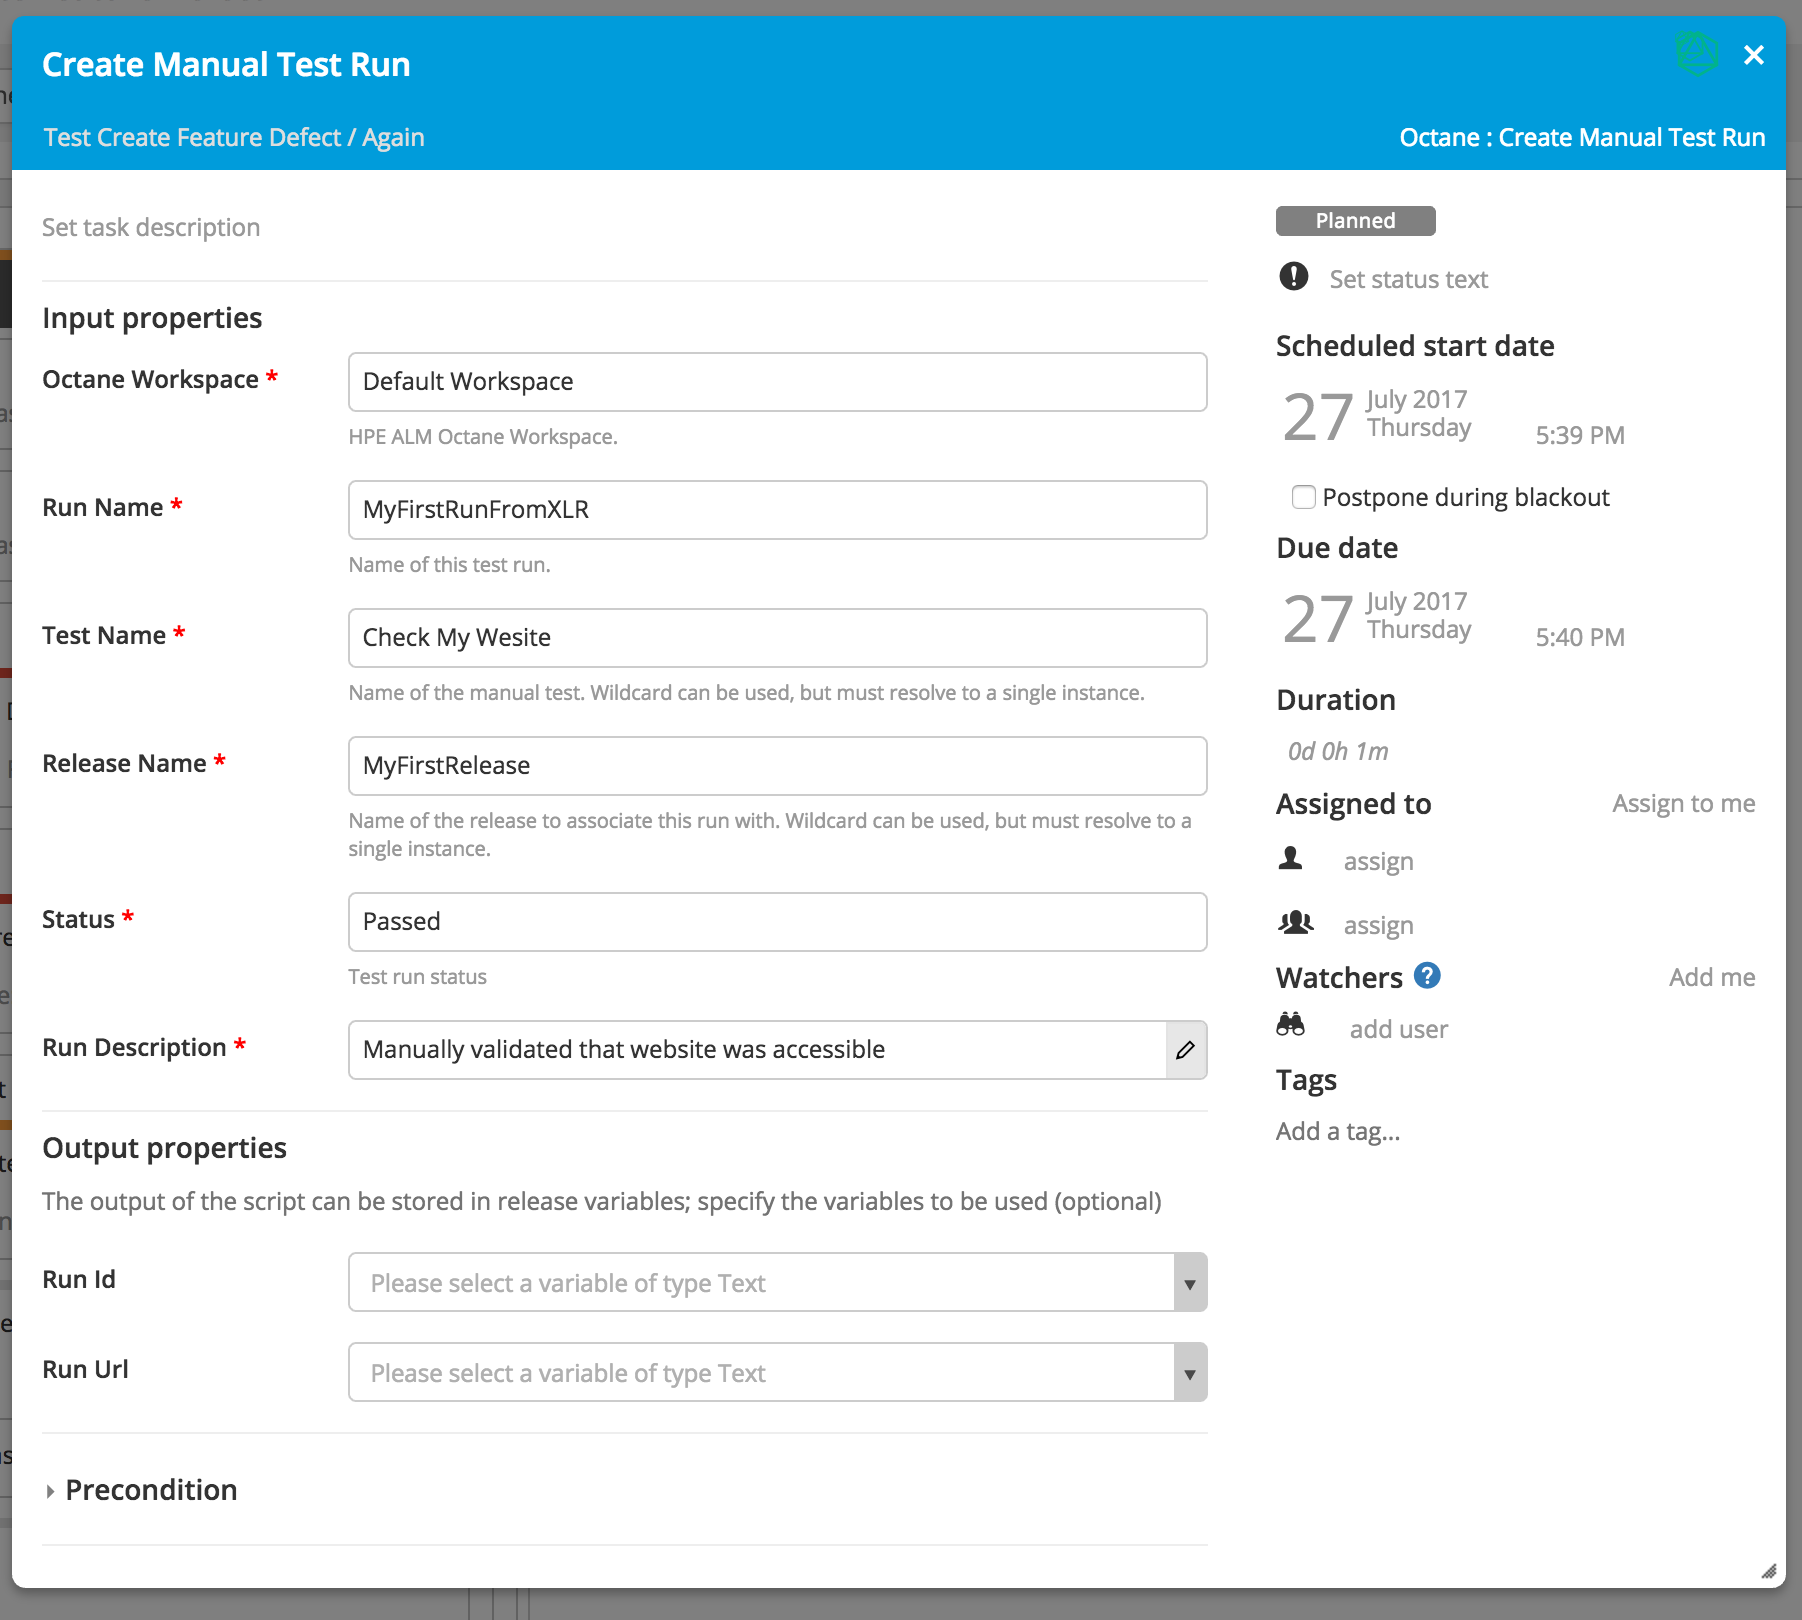 Create Manual Test Run
Test Create Feature Defect / Again
Octane : Create Manual Test Run
Set task description
Input properties
Octane Workspace *
Default Workspace
HPE ALM Octane Workspace.
Run Name *
MyFirstRunFromXLR
Name of this test run.
Test Name *
Check My Wesite
Name of the manual test. Wildcard can be used, but must resolve to a single instance.
Release Name *
MyFirstRelease
Name of the release to associate this run with. Wildcard can be used, but must resolve to a
single instance.
Status *
Passed
Test run status
Run Description *
Manually validated that website was accessible
Output properties
The output of the script can be stored in release variables; specify the variables to be used (optional)
Run Id
Please select a variable of type Text
Run Url
Please select a variable of type Text
Precondition
Planned
Set status text
Scheduled start date
27 July 2017
Thursday
5:39 PM
Postpone during blackout
Due date
27 July 2017
Thursday
5:40 PM
Duration
0d 0h 1m
Assigned to
Assign to me
assign
assign
Watchers ?
Add me
add user
Tags
Add a tag...